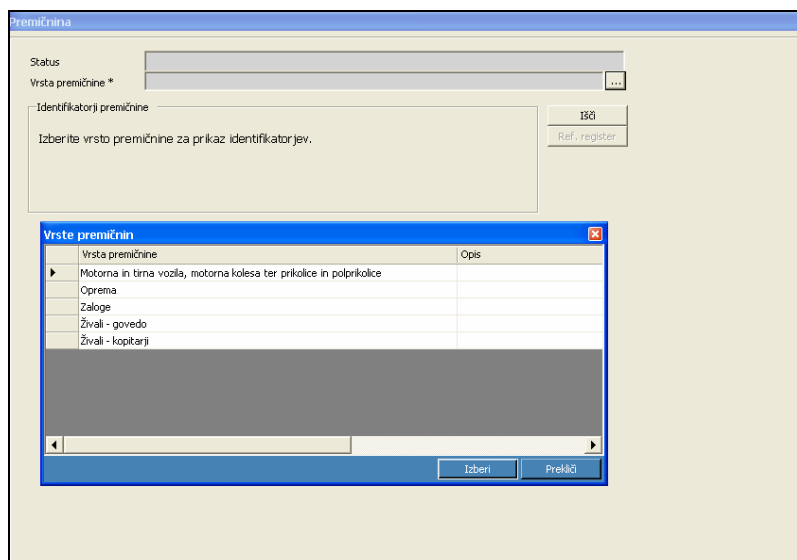 Premičnina
Status
Vrsta premičnine * ...
Identifikatorji premičnine
Išči
Izberite vrsto premičnine za prikaz identifikatorjev.
Ref. register
Vrste premičnin
Vrsta premičnine Opis
Motorna in tirna vozila, motorna kolesa ter prikolice in polprikolice
Oprema
Zaloge
Živali - govedo
Živali - kopitarji
Izberi Prekliči